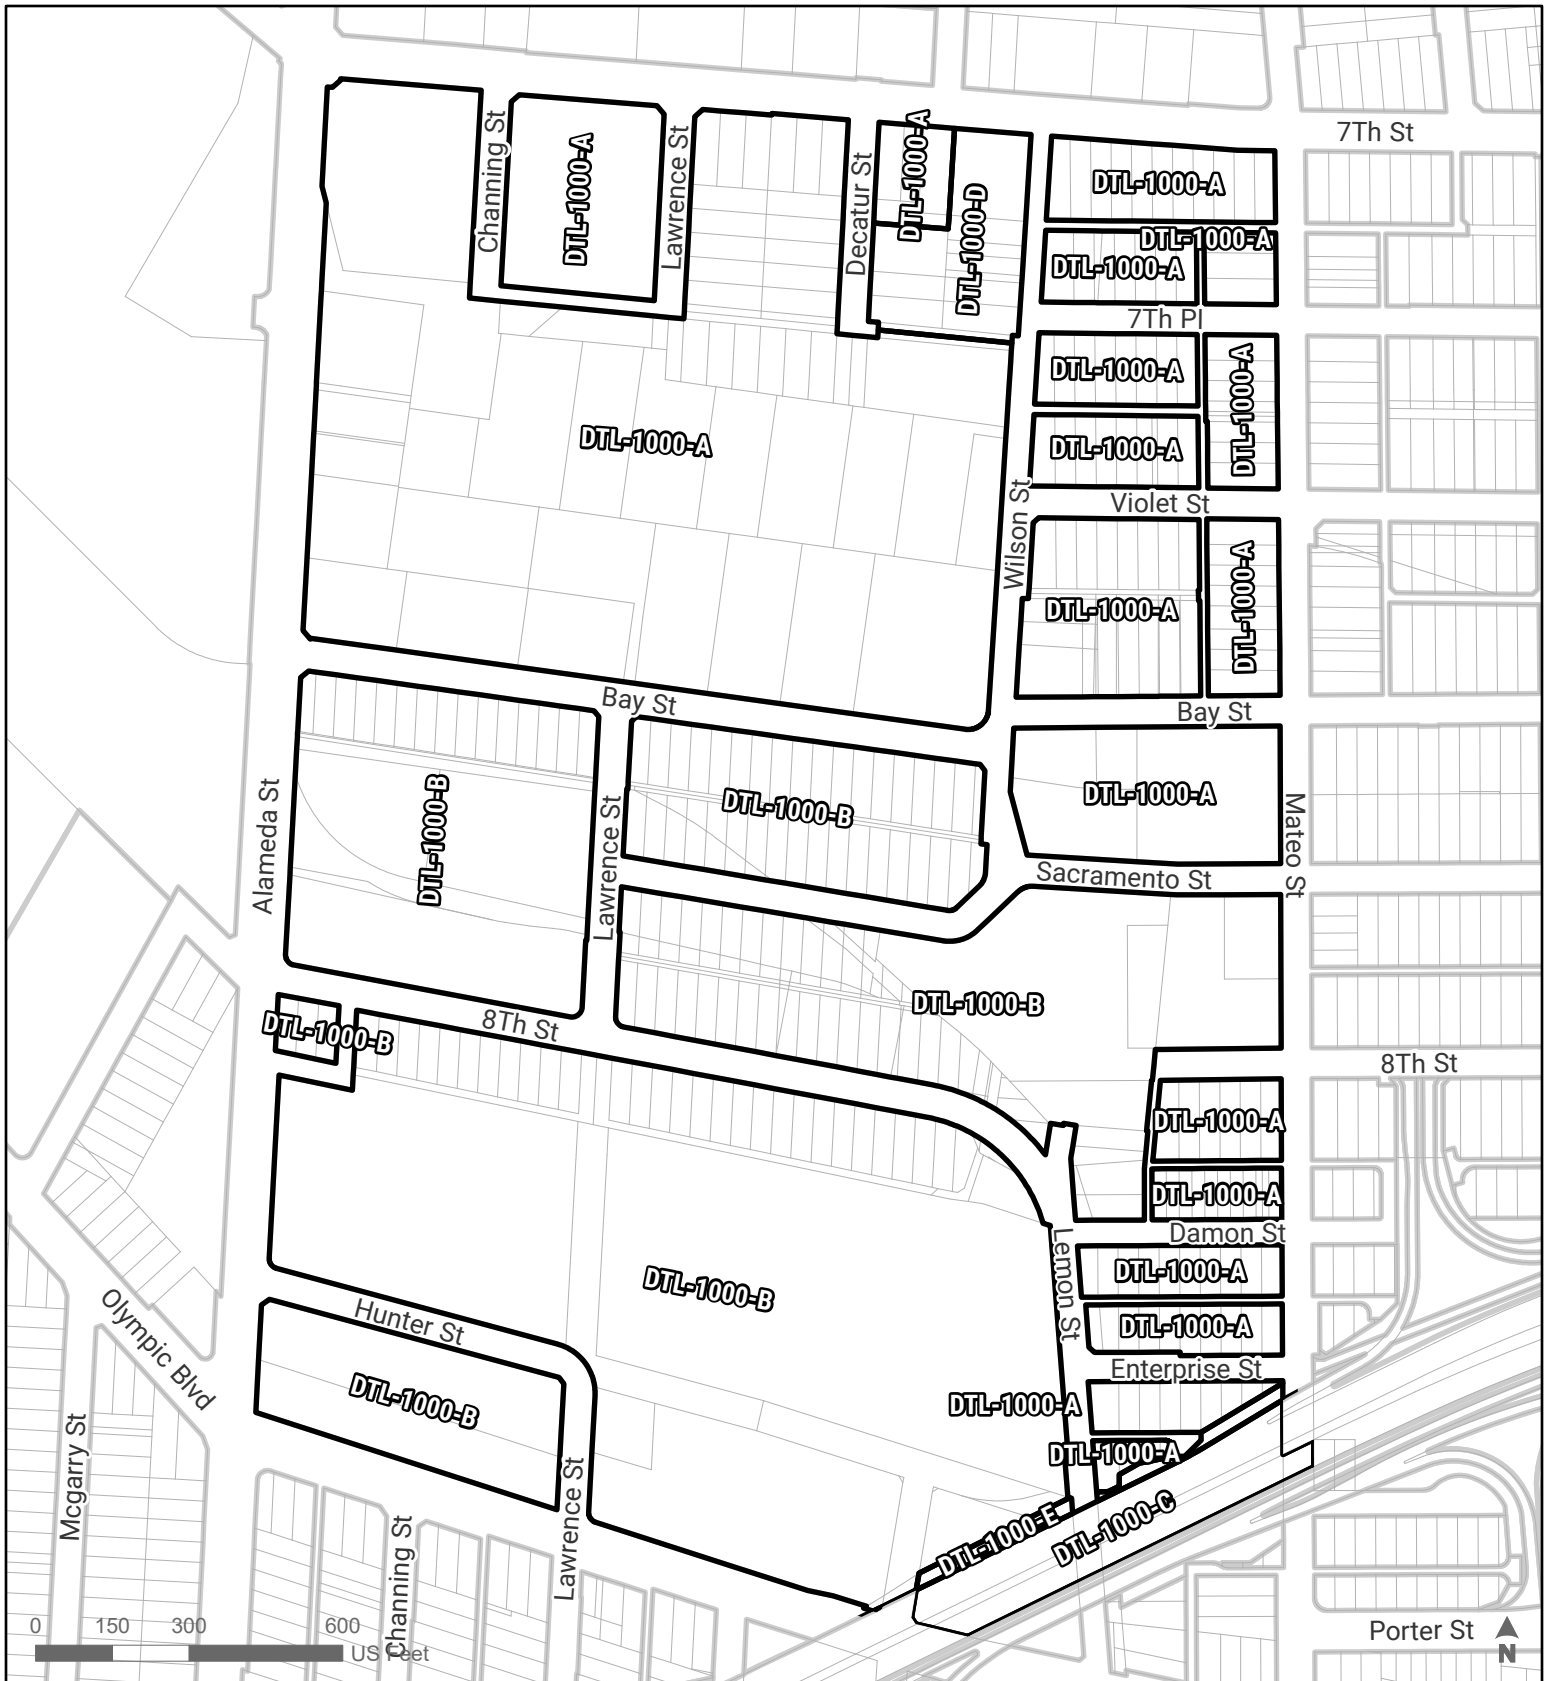 7Th St
Channing St
DTL-1000-A
Lawrence St
Decatur St
DTL-1000-A
DTL-1000-D
DTL-1000-A
DTL-1000-A
DTL-1000-A
7Th Pl
DTL-1000-A
DTL-1000-A
DTL-1000-A
DTL-1000-A
Violet St
Wilson St
DTL-1000-A
DTL-1000-A
Bay St
Bay St
Alameda St
DTL-1000-B
Lawrence St
DTL-1000-B
DTL-1000-A
Mateo St
Sacramento St
DTL-1000-B
DTL-1000-B
8Th St
8Th St
DTL-1000-A
DTL-1000-A
Damon St
Lemon St
DTL-1000-A
DTL-1000-B
DTL-1000-A
Olympic Blvd
Hunter St
Enterprise St
DTL-1000-B
DTL-1000-A
DTL-1000-A
Mcgarry St
Channing St
Lawrence St
DTL-1000-E
DTL-1000-C
0 150 300 600
US Feet
Porter St
N